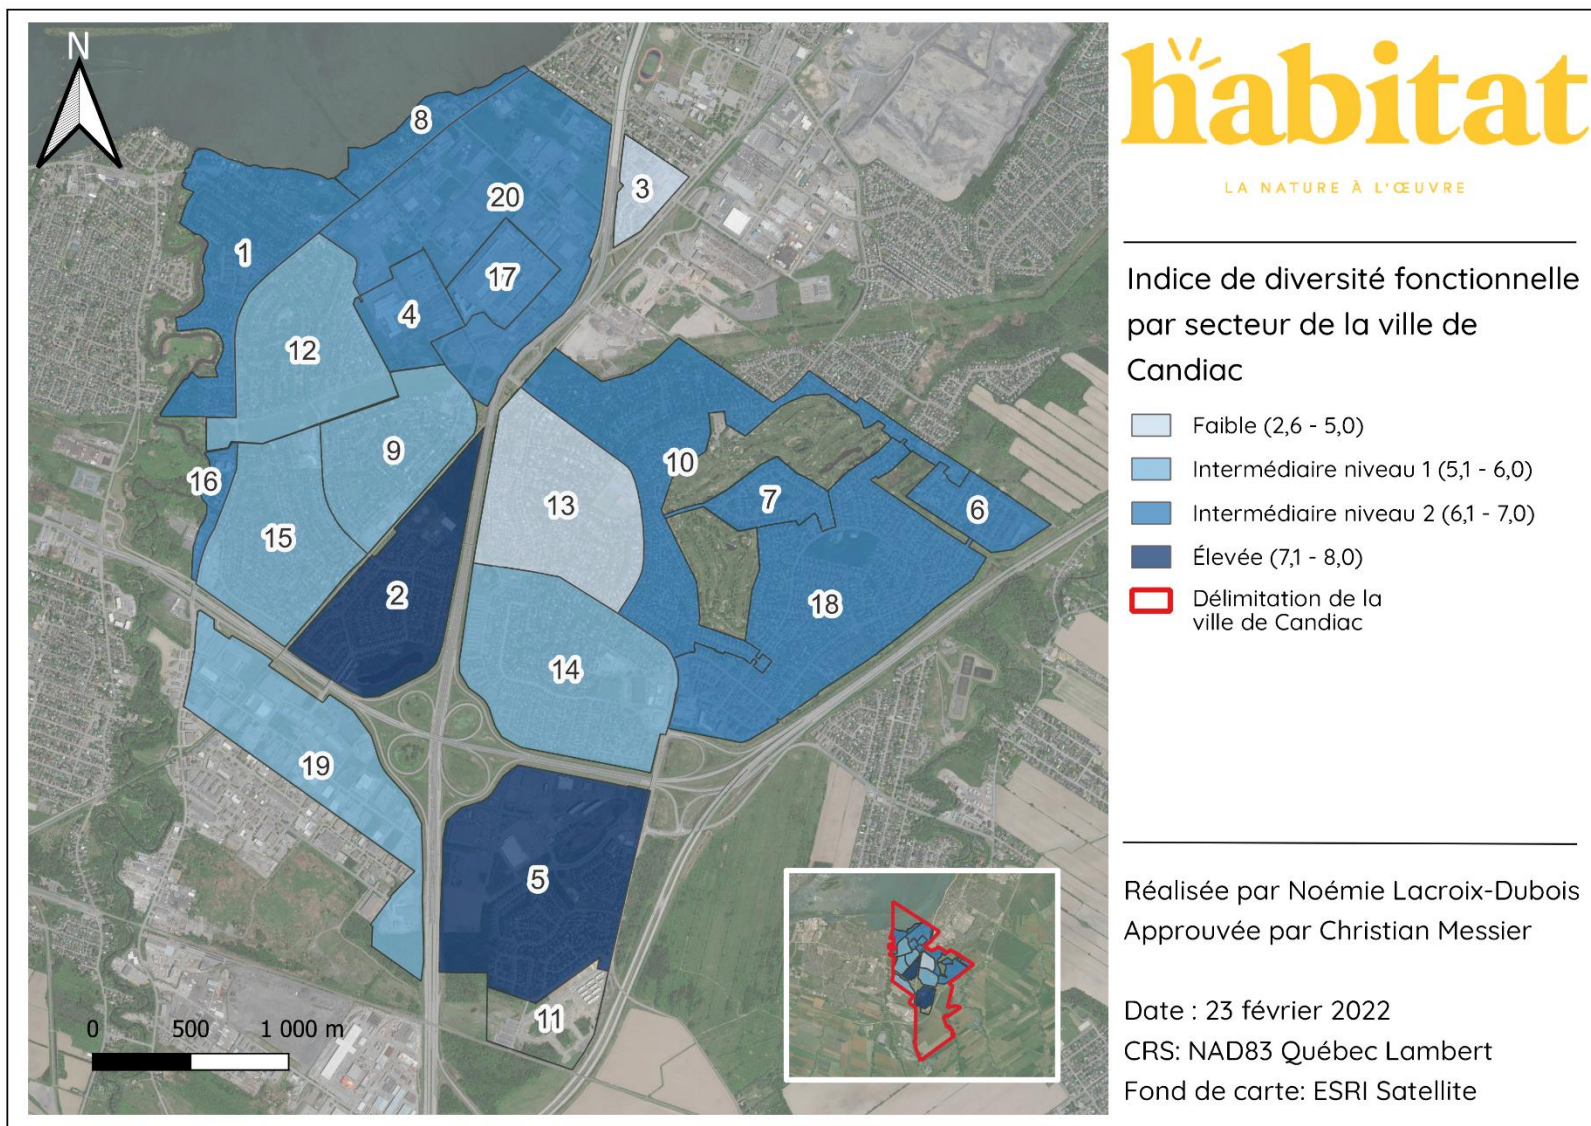 N
8
3
20
1
17
4
12
9
10
16
7
6
13
15
2
18
14
19
5
11
0 500 1 000 m
habitat
LA NATURE À L'ŒUVRE
Indice de diversité fonctionnelle
par secteur de la ville de
Candiac
Faible (2,6 - 5,0)
Intermédiaire niveau 1 (5,1 - 6,0)
Intermédiaire niveau 2 (6,1 - 7,0)
Élevée (7,1 - 8,0)
Délimitation de la
ville de Candiac
Réalisée par Noémie Lacroix-Dubois
Approuvée par Christian Messier
Date : 23 février 2022
CRS: NAD83 Québec Lambert
Fond de carte: ESRI Satellite